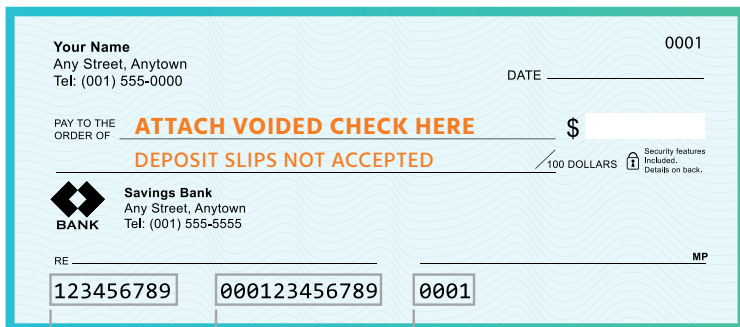 Your Name
0001
Any Street, Anytown
Tel: (001) 555-0000
DATE
PAY TO THE
ORDER OF
ATTACH VOIDED CHECK HERE
$
DEPOSIT SLIPS NOT ACCEPTED
/100 DOLLARS
Security features
Included.
Details on back.
Savings Bank
Any Street, Anytown
Tel: (001) 555-5555
BANK
RE
MP
123456789 000123456789 0001